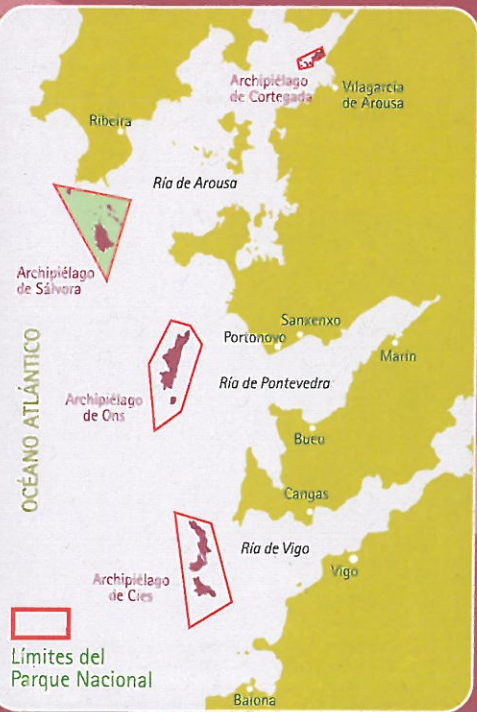 Archipiélago
de Cortegada
Vilagarcía
de Arousa
Ribeira
Ría de Arousa
Archipiélago
de Sálvora
OCÉANO ATLÁNTICO
Sanxenxo
Portonovo
Marín
Ría de Pontevedra
Archipiélago
de Ons
Bueu
Cangas
Ría de Vigo
Vigo
Archipiélago
de Cíes
Límites del
Parque Nacional
Baiona